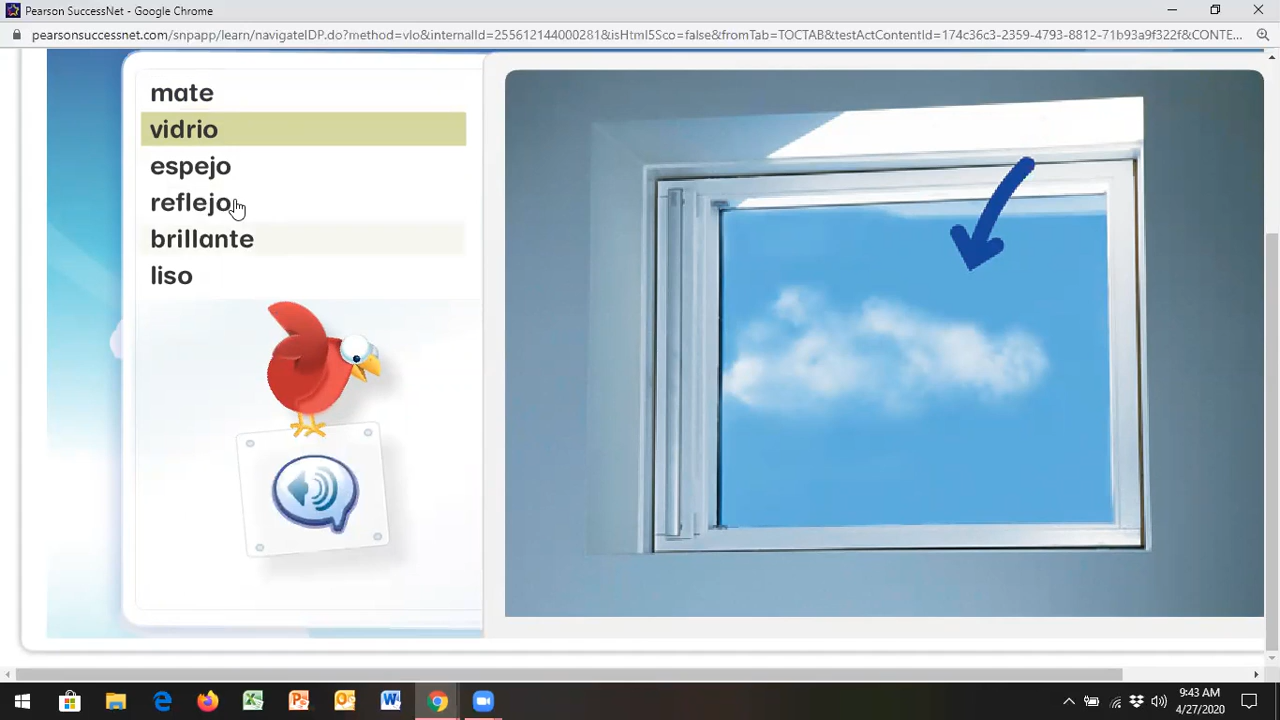 Pearson SuccessNet - Google Chrome
pearsonsuccessnet.com/snpapp/learn/navigateIDP.do?method=vlo&internalId=255612144000281&isHtml5Sco=false&fromTab=TOCTAB&testActContentId=174c36c3-2359-4793-8812-71b93a9f322f&CONTE...
mate
vidrio
espejo
reflejo
brillante
liso
9:43 AM
4/27/2020